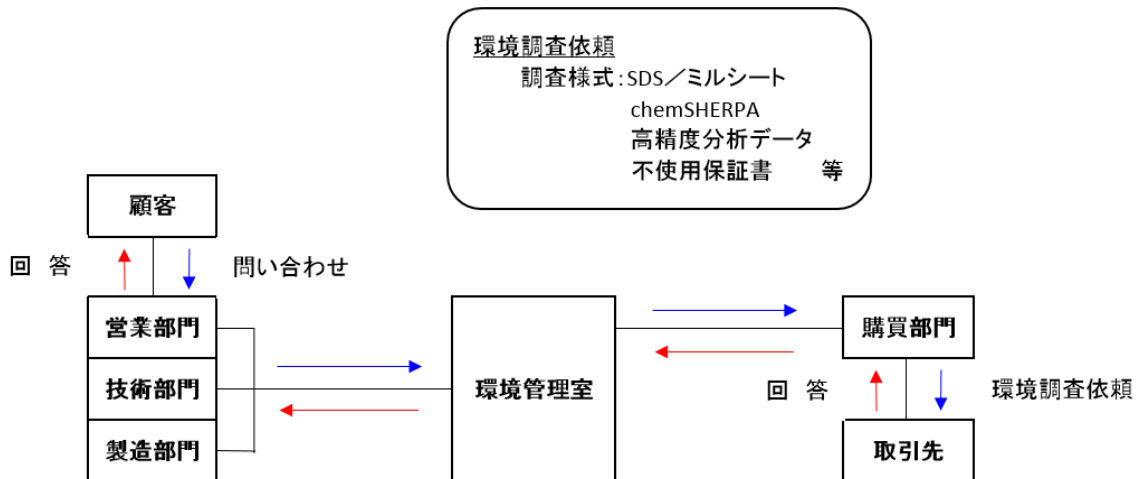 環境調査依頼
調査様式:SDS/ミルシート
chemSHERPA
高精度分析データ
不使用保証書 等
顧客
回 答
問い合わせ
営業部門
技術部門
製造部門
環境管理室
購買部門
回 答
環境調査依頼
取引先